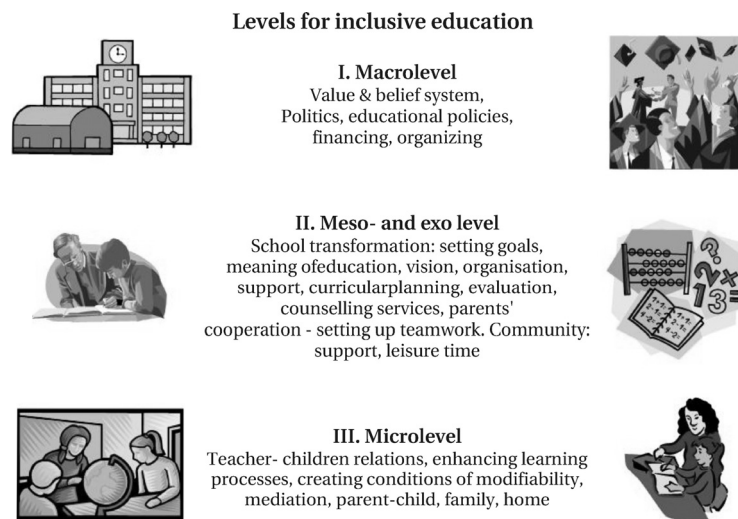 Levels for inclusive education
I. Macrolevel
Value & belief system,
Politics, educational policies,
financing, organizing
II. Meso- and exo level
School transformation: setting goals,
meaning ofeducation, vision, organisation,
support, curricularplanning, evaluation,
counselling services, parents'
cooperation - setting up teamwork. Community:
support, leisure time
III. Microlevel
Teacher- children relations, enhancing learning
processes, creating conditions of modifiability,
mediation, parent-child, family, home